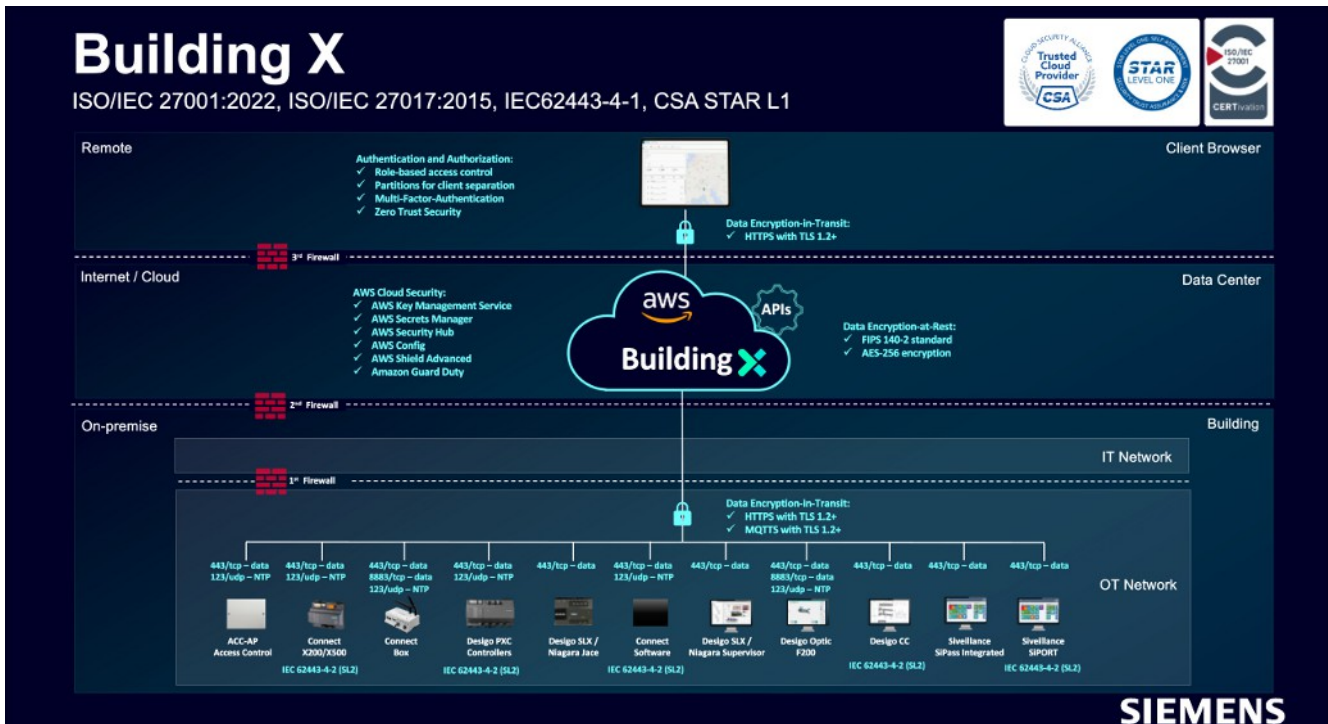 Building X
ISO/IEC 27001:2022, ISO/IEC 27017:2015, IEC62443-4-1, CSA STAR L1
CLOUD SECURITY ALLIANCE
Trusted
Cloud
Provider
CSA
STAR
LEVEL ONE
ISO/IEC
27001
CERTivation
Remote
Client Browser
Authentication and Authorization:
✓ Role-based access control
✓ Partitions for client separation
✓ Multi-Factor-Authentication
✓ Zero Trust Security
Data Encryption-in-Transit:
✓ HTTPS with TLS 1.2+
3rd Firewall
Internet / Cloud
Data Center
AWS Cloud Security:
✓ AWS Key Management Service
✓ AWS Secrets Manager
✓ AWS Security Hub
✓ AWS Config
✓ AWS Shield Advanced
✓ Amazon Guard Duty
aws
APIs
Building X
Data Encryption-at-Rest:
✓ FIPS 140-2 standard
✓ AES-256 encryption
2nd Firewall
On-premise
Building
IT Network
1st Firewall
Data Encryption-in-Transit:
✓ HTTPS with TLS 1.2+
✓ MQTTS with TLS 1.2+
OT Network
443/tcp – data
123/udp – NTP
ACC-AP
Access Control
443/tcp – data
123/udp – NTP
Connect
X200/X500
IEC 62443-4-2 (SL2)
443/tcp – data
8883/tcp – data
123/udp – NTP
Connect
Box
443/tcp – data
123/udp – NTP
Desigo PXC
Controllers
IEC 62443-4-2 (SL2)
443/tcp – data
Desigo SLX /
Niagara Jace
443/tcp – data
123/udp – NTP
Connect
Software
IEC 62443-4-2 (SL2)
443/tcp – data
Desigo SLX /
Niagara Supervisor
443/tcp – data
8883/tcp – data
123/udp – NTP
Desigo Optic
F200
443/tcp – data
Desigo CC
IEC 62443-4-2 (SL2)
443/tcp – data
Siveillance
SiPass Integrated
443/tcp – data
Siveillance
SiPORT
IEC 62443-4-2 (SL2)
SIEMENS